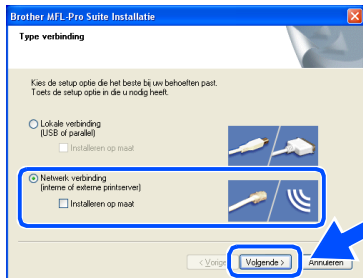 Brother MFL-Pro Suite Installatie
Type verbinding
Kies de setup optie die het beste bij uw behoeften past.
Toets de setup optie in die u nodig heeft.
Lokale verbinding
(USB of parallel)
Installeren op maat
Netwerk verbinding
(interne of externe printserver)
Installeren op maat
< Vorige
Volgende >
Annuleren